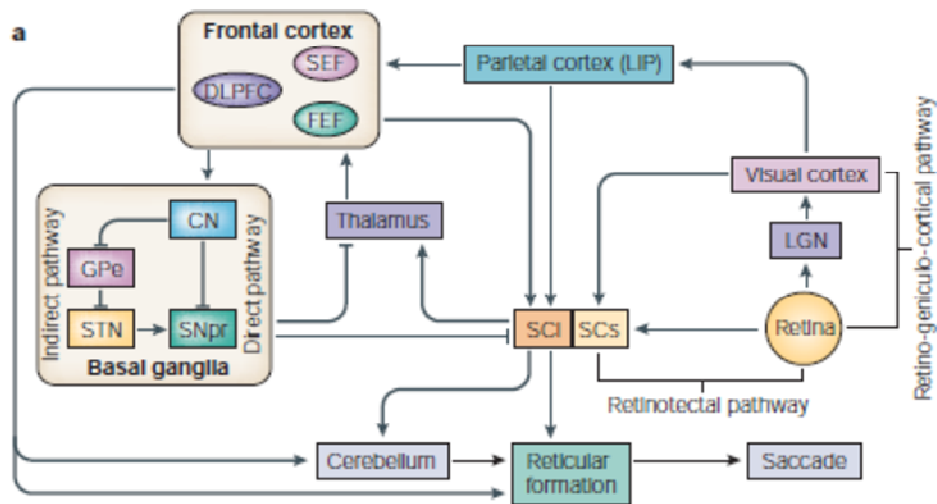 a
Frontal cortex
SEF
DLPFC
FEF
Parietal cortex (LIP)
Visual cortex
LGN
Retina
Retino-geniculo-cortical pathway
Thalamus
Indirect pathway
CN
GPe
STN
SNpr
Direct pathway
Basal ganglia
SCI
SCs
Retinotectal pathway
Cerebellum
Reticular
formation
Saccade